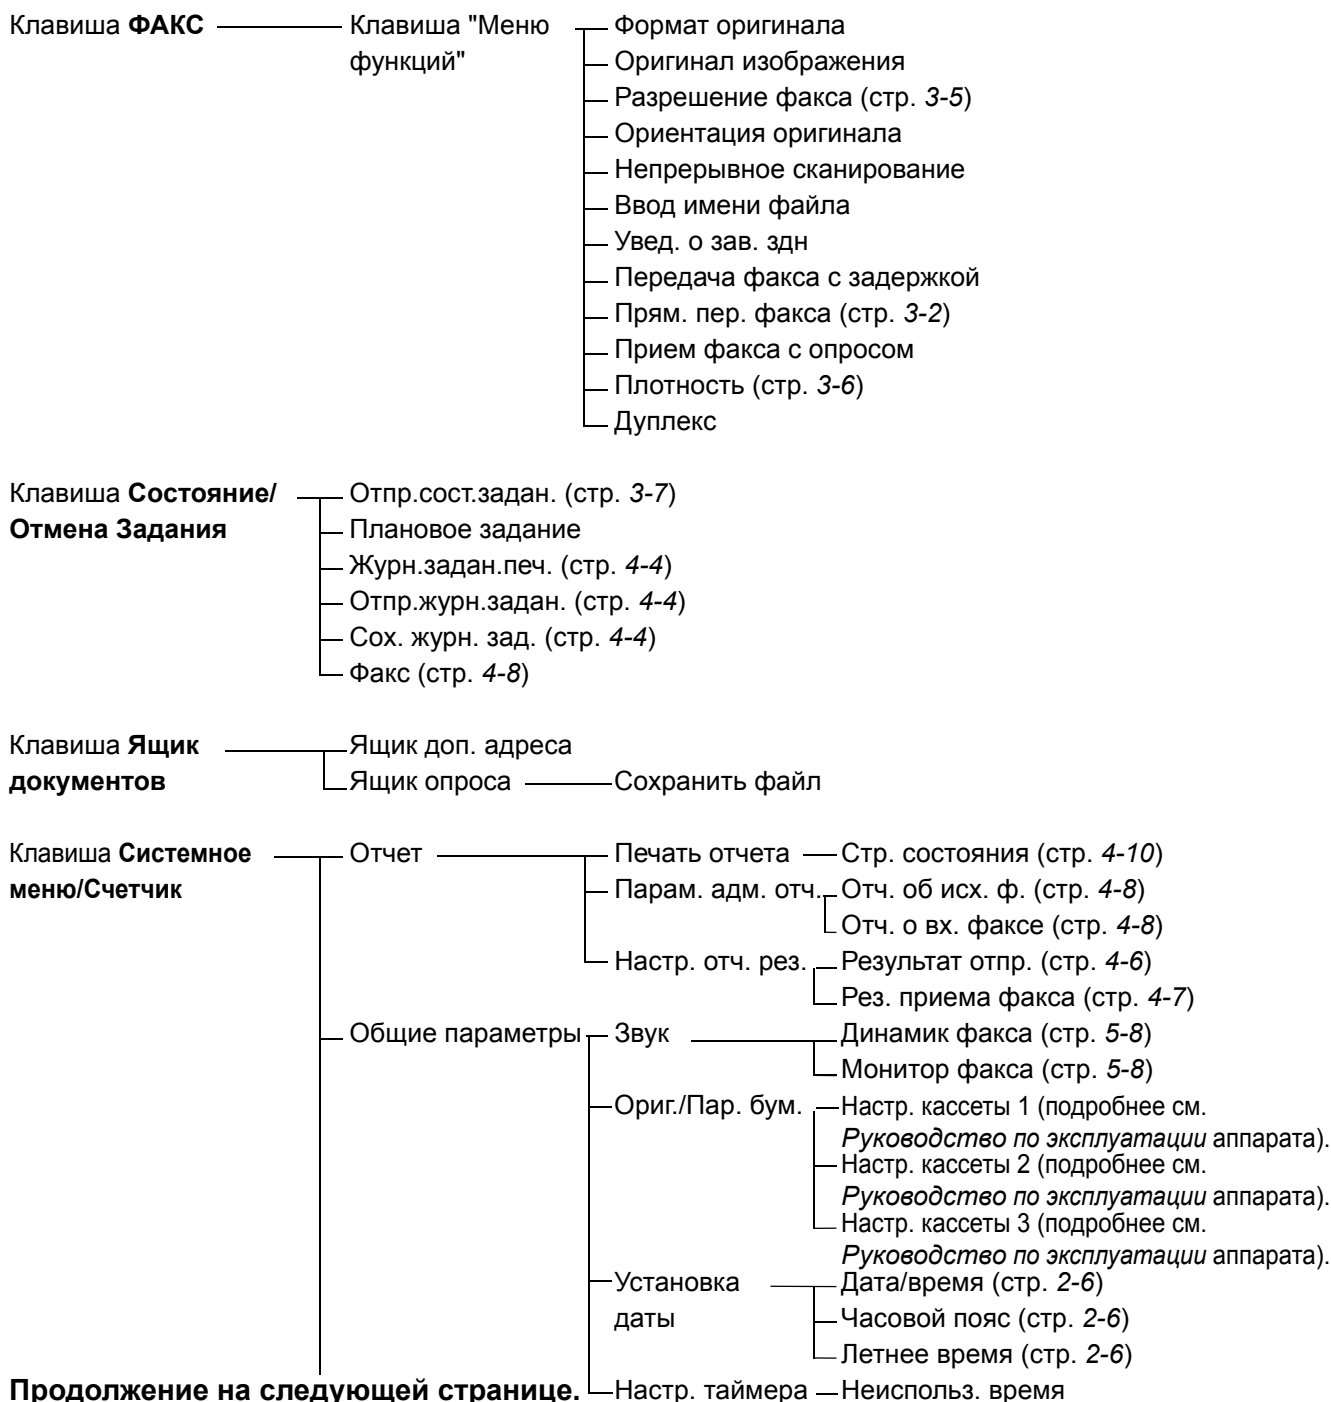 Клавиша ФАКС Клавиша "Меню Формат оригинала
функций" Оригинал изображения
Разрешение факса (стр. 3-5)
Ориентация оригинала
Непрерывное сканирование
Ввод имени файла
Увед. о зав. здн
Передача факса с задержкой
Прям. пер. факса (стр. 3-2)
Прием факса с опросом
Плотность (стр. 3-6)
Дуплекс
Клавиша Состояние/ Отпр.сост.задан. (стр. 3-7)
Отмена Задания Плановое задание
Журн.задан.печ. (стр. 4-4)
Отпр.журн.задан. (стр. 4-4)
Сох. журн. зад. (стр. 4-4)
Факс (стр. 4-8)
Клавиша Ящик Ящик доп. адреса
документов Ящик опроса Сохранить файл
Клавиша Системное Отчет Печать отчета Стр. состояния (стр. 4-10)
меню/Счетчик Парам. адм. отч. Отч. об исх. ф. (стр. 4-8)
Отч. о вх. факсе (стр. 4-8)
Настр. отч. рез. Результат отпр. (стр. 4-6)
Рез. приема факса (стр. 4-7)
Общие параметры Звук Динамик факса (стр. 5-8)
Монитор факса (стр. 5-8)
Ориг./Пар. бум. Настр. кассеты 1 (подробнее см.
Руководство по эксплуатации аппарата).
Настр. кассеты 2 (подробнее см.
Руководство по эксплуатации аппарата).
Настр. кассеты 3 (подробнее см.
Руководство по эксплуатации аппарата).
Установка Дата/время (стр. 2-6)
даты Часовой пояс (стр. 2-6)
Летнее время (стр. 2-6)
Продолжение на следующей странице. Настр. таймера Неиспольз. время